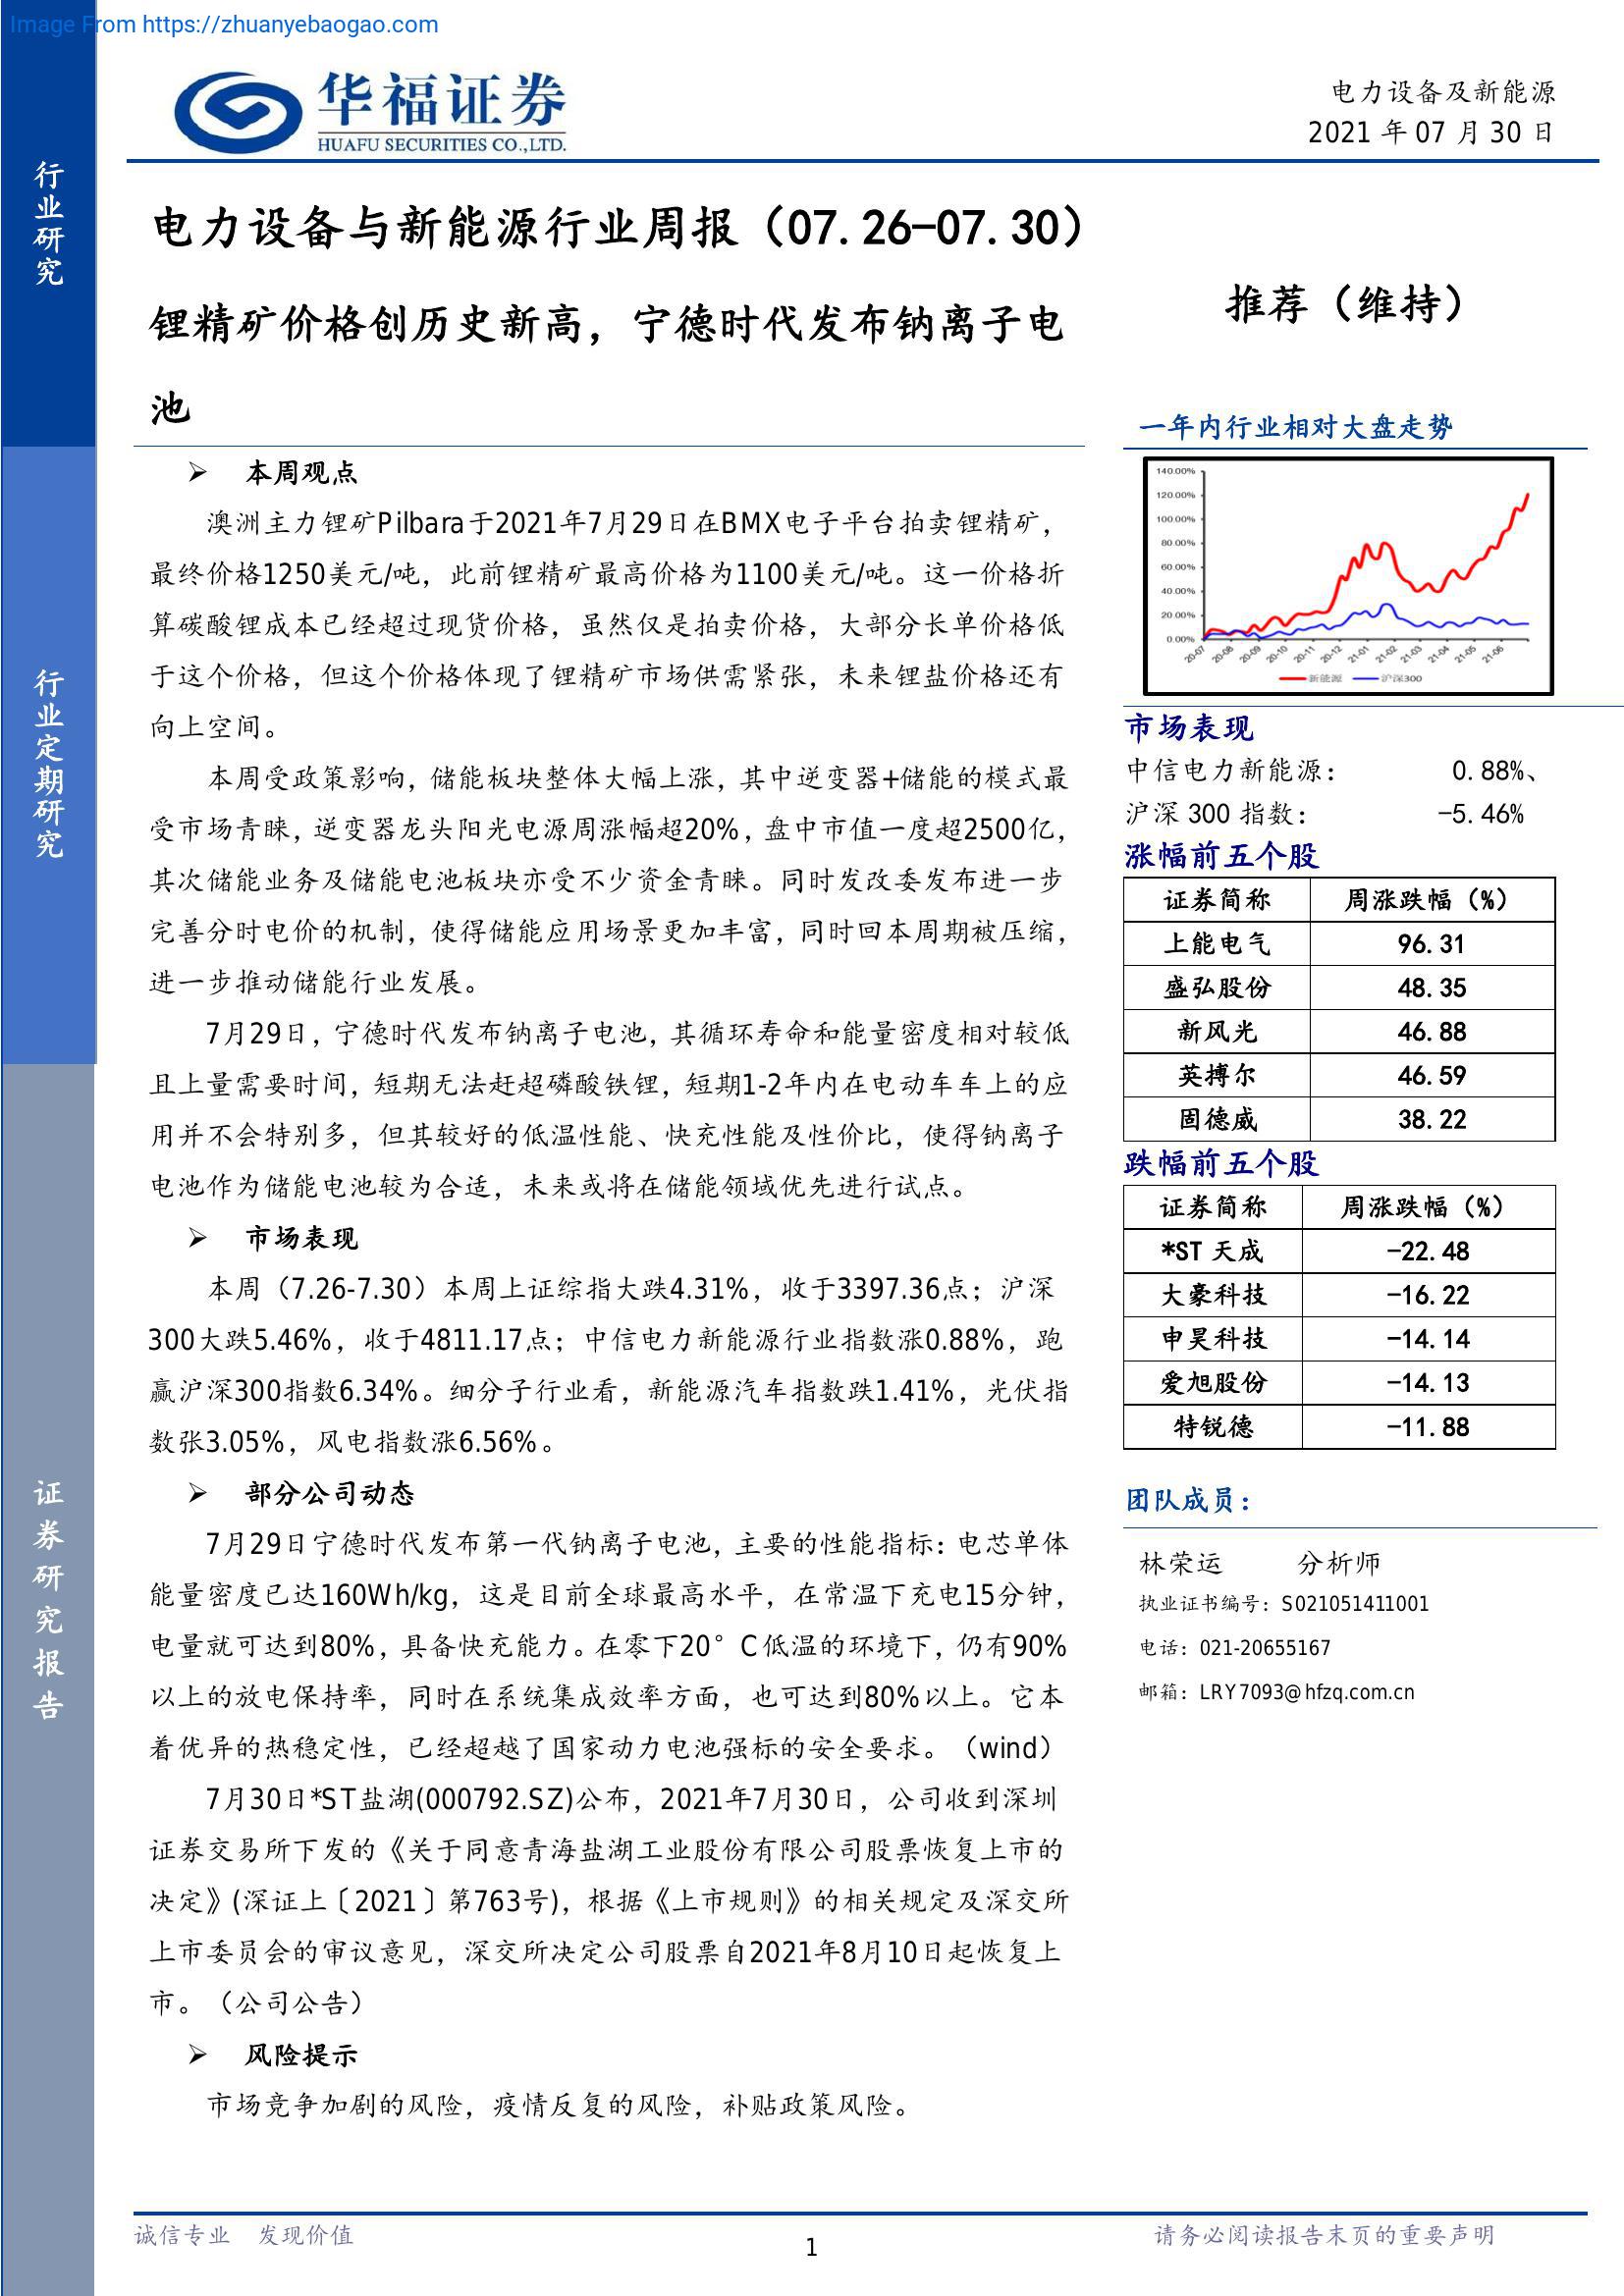 Image From https://zhuanyebaogao.com
华福证券
HUAFU SECURITIES CO.,LTD.
电力设备及新能源
2021 年 07 月 30 日
行业研究
行业定期研究
证券研究报告
电力设备与新能源行业周报（07.26-07.30）
锂精矿价格创历史新高，宁德时代发布钠离子电
池
推荐（维持）
➢ 本周观点
澳洲主力锂矿Pilbara于2021年7月29日在BMX电子平台拍卖锂精矿，
最终价格1250美元/吨，此前锂精矿最高价格为1100美元/吨。这一价格折
算碳酸锂成本已经超过现货价格，虽然仅是拍卖价格，大部分长单价格低
于这个价格，但这个价格体现了锂精矿市场供需紧张，未来锂盐价格还有
向上空间。
本周受政策影响，储能板块整体大幅上涨，其中逆变器+储能的模式最
受市场青睐，逆变器龙头阳光电源周涨幅超20%，盘中市值一度超2500亿，
其次储能业务及储能电池板块亦受不少资金青睐。同时发改委发布进一步
完善分时电价的机制，使得储能应用场景更加丰富，同时回本周期被压缩，
进一步推动储能行业发展。
7月29日，宁德时代发布钠离子电池，其循环寿命和能量密度相对较低
且上量需要时间，短期无法赶超磷酸铁锂，短期1-2年内在电动车车上的应
用并不会特别多，但其较好的低温性能、快充性能及性价比，使得钠离子
电池作为储能电池较为合适，未来或将在储能领域优先进行试点。
➢ 市场表现
本周（7.26-7.30）本周上证综指大跌4.31%，收于3397.36点；沪深
300大跌5.46%，收于4811.17点；中信电力新能源行业指数涨0.88%，跑
赢沪深300指数6.34%。细分子行业看，新能源汽车指数跌1.41%，光伏指
数张3.05%，风电指数涨6.56%。
➢ 部分公司动态
7月29日宁德时代发布第一代钠离子电池，主要的性能指标：电芯单体
能量密度已达160Wh/kg，这是目前全球最高水平，在常温下充电15分钟，
电量就可达到80%，具备快充能力。在零下20°C低温的环境下，仍有90%
以上的放电保持率，同时在系统集成效率方面，也可达到80%以上。它本
着优异的热稳定性，已经超越了国家动力电池强标的安全要求。（wind）
7月30日*ST盐湖(000792.SZ)公布，2021年7月30日，公司收到深圳
证券交易所下发的《关于同意青海盐湖工业股份有限公司股票恢复上市的
决定》(深证上〔2021〕第763号)，根据《上市规则》的相关规定及深交所
上市委员会的审议意见，深交所决定公司股票自2021年8月10日起恢复上
市。（公司公告）
➢ 风险提示
市场竞争加剧的风险，疫情反复的风险，补贴政策风险。
一年内行业相对大盘走势
140.00%
120.00%
100.00%
80.00%
60.00%
40.00%
20.00%
0.00%
20-07 20-08 20-09 20-10 20-11 20-12 21-01 21-02 21-03 21-04 21-05 21-06
新能源 沪深300
市场表现
中信电力新能源： 0.88%、
沪深 300 指数： -5.46%
涨幅前五个股
证券简称 周涨跌幅（%）
上能电气 96.31
盛弘股份 48.35
新风光 46.88
英搏尔 46.59
固德威 38.22
跌幅前五个股
证券简称 周涨跌幅（%）
*ST 天成 -22.48
大豪科技 -16.22
申昊科技 -14.14
爱旭股份 -14.13
特锐德 -11.88
团队成员：
林荣运 分析师
执业证书编号：S021051411001
电话：021-20655167
邮箱：LRY7093@hfzq.com.cn
诚信专业 发现价值
1
请务必阅读报告末页的重要声明